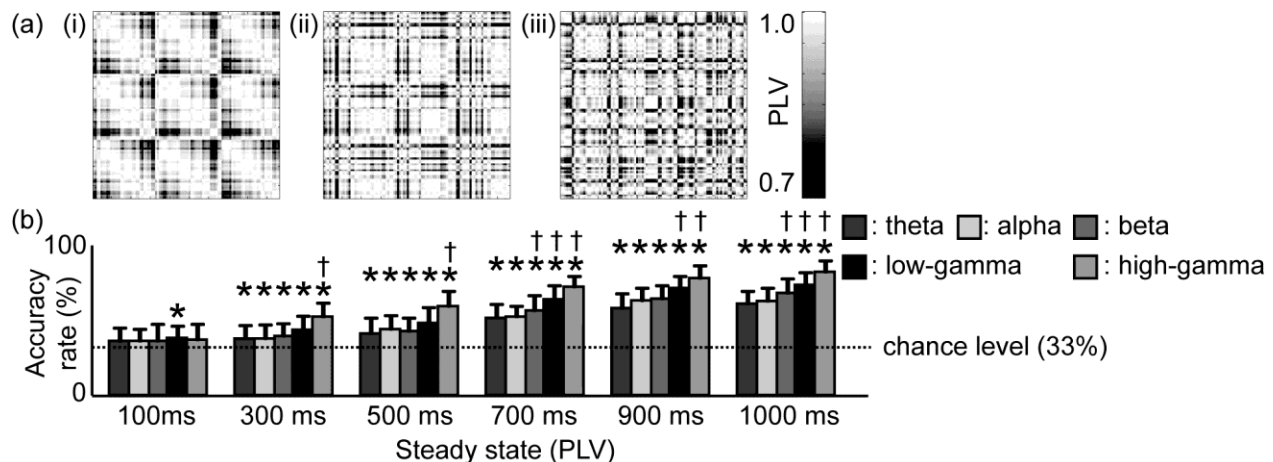 (a) (i) (ii) (iii) 1.0
PLV
0.7
(b)
100
Accuracy rate (%)
0
*
† *****
† *****
† † † *****
† † *****
† † † *****
: theta : alpha : beta
: low-gamma : high-gamma
chance level (33%)
100ms 300 ms 500 ms 700 ms 900 ms 1000 ms
Steady state (PLV)